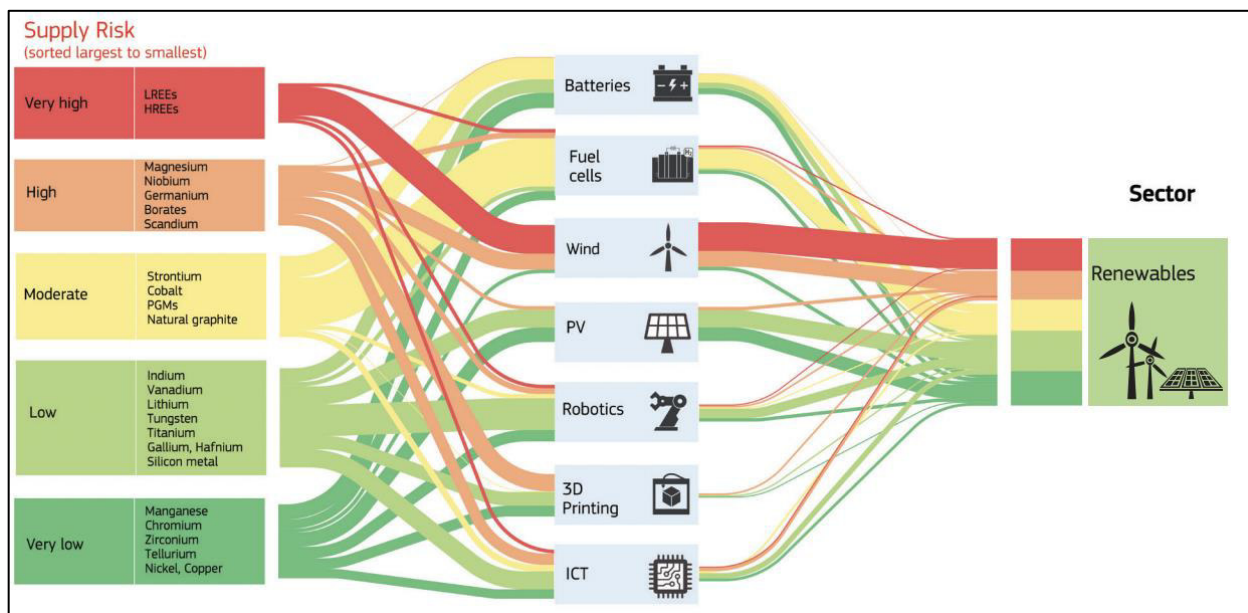 Supply Risk
(sorted largest to smallest)
Very high
LREEs
HREEs
High
Magnesium
Niobium
Germanium
Borates
Scandium
Moderate
Strontium
Cobalt
PGMs
Natural graphite
Low
Indium
Vanadium
Lithium
Tungsten
Titanium
Gallium, Hafnium
Silicon metal
Very low
Manganese
Chromium
Zirconium
Tellurium
Nickel, Copper
Batteries
Fuel
cells
H₂
Wind
PV
Robotics
3D
Printing
ICT
Sector
Renewables